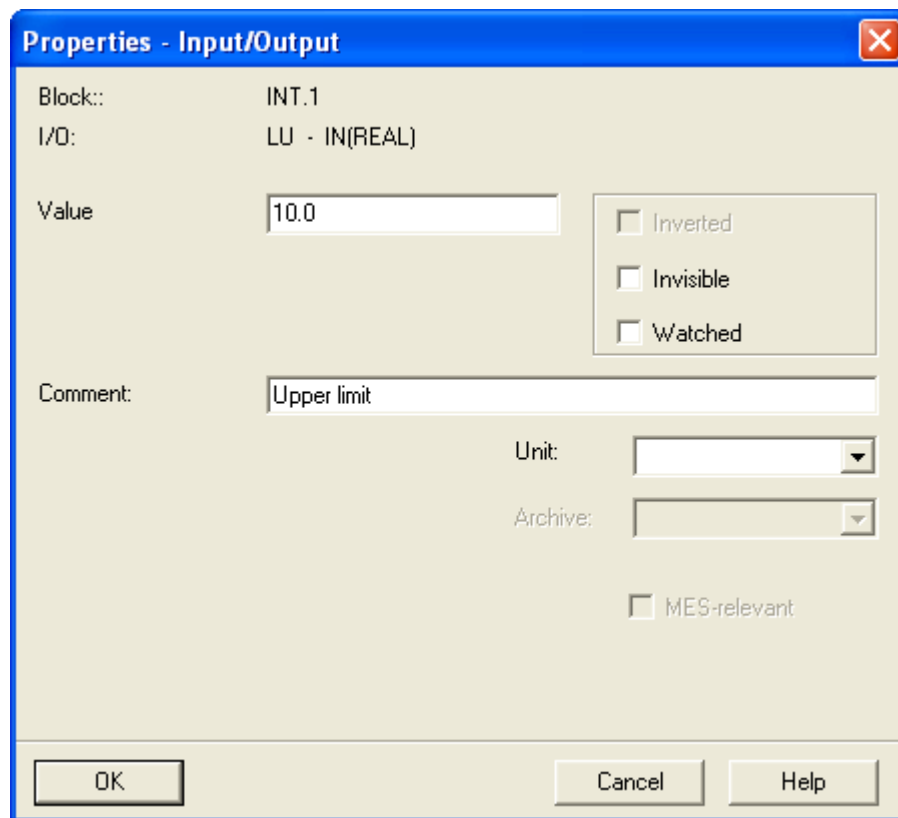 Properties - Input/Output
Block:: INT.1
I/O: LU - IN(REAL)
Value 10.0
Inverted
Invisible
Watched
Comment: Upper limit
Unit:
Archive:
MES-relevant
OK Cancel Help